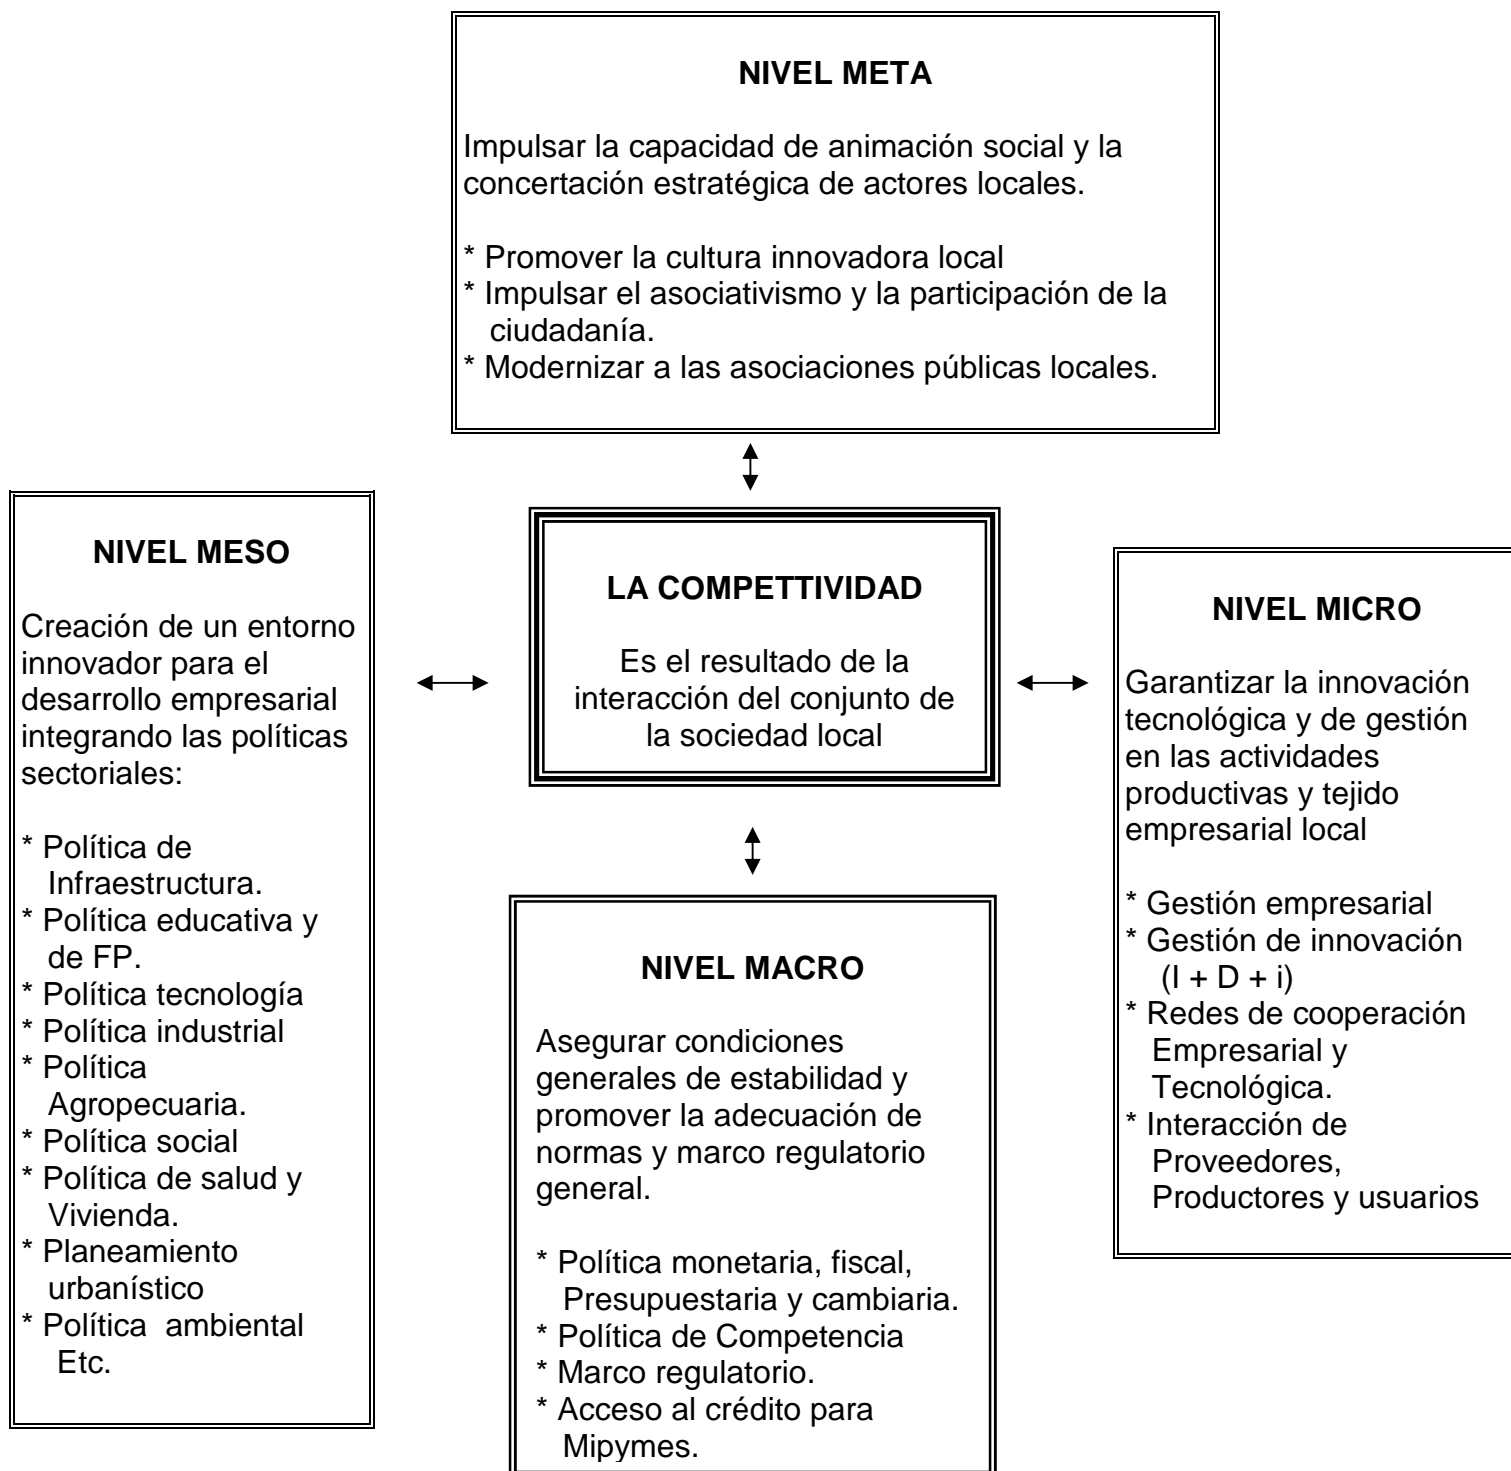 NIVEL META
Impulsar la capacidad de animación social y la
concertación estratégica de actores locales.
* Promover la cultura innovadora local
* Impulsar el asociativismo y la participación de la
ciudadanía.
* Modernizar a las asociaciones públicas locales.
NIVEL MESO
Creación de un entorno
innovador para el
desarrollo empresarial
integrando las políticas
sectoriales:
* Política de
Infraestructura.
* Política educativa y
de FP.
* Política tecnología
* Política industrial
* Política
Agropecuaria.
* Política social
* Política de salud y
Vivienda.
* Planeamiento
urbanístico
* Política  ambiental
Etc.
LA COMPETTIVIDAD
Es el resultado de la
interacción del conjunto de
la sociedad local
NIVEL MICRO
Garantizar la innovación
tecnológica y de gestión
en las actividades
productivas y tejido
empresarial local
* Gestión empresarial
* Gestión de innovación
(I + D + i)
* Redes de cooperación
Empresarial y
Tecnológica.
* Interacción de
Proveedores,
Productores y usuarios
NIVEL MACRO
Asegurar condiciones
generales de estabilidad y
promover la adecuación de
normas y marco regulatorio
general.
* Política monetaria, fiscal,
Presupuestaria y cambiaria.
* Política de Competencia
* Marco regulatorio.
* Acceso al crédito para
Mipymes.